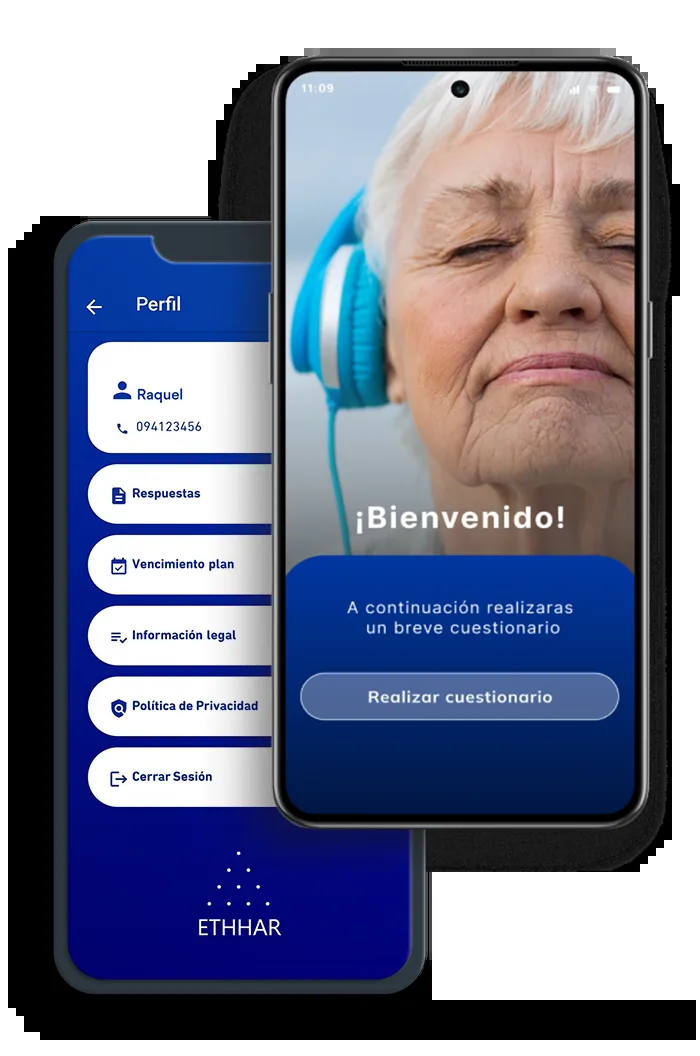 Perfil
Raquel
094123456
Respuestas
Vencimiento plan
Información legal
Política de Privacidad
Cerrar Sesión
ETHHAR
11:09
¡Bienvenido!
A continuación realizaras
un breve cuestionario
Realizar cuestionario